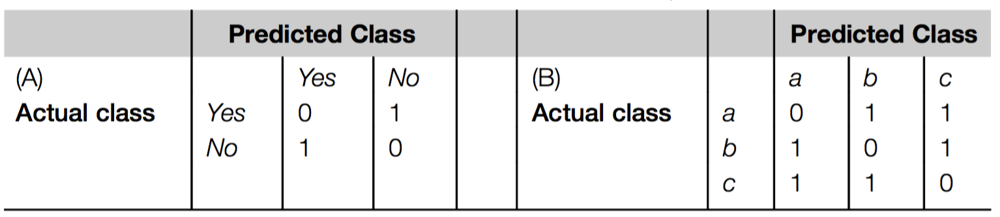 Predicted Class Predicted Class
(A) Yes No (B) a b c
Actual class Yes 0 1 Actual class a 0 1 1
No 1 0 b 1 0 1
c 1 1 0